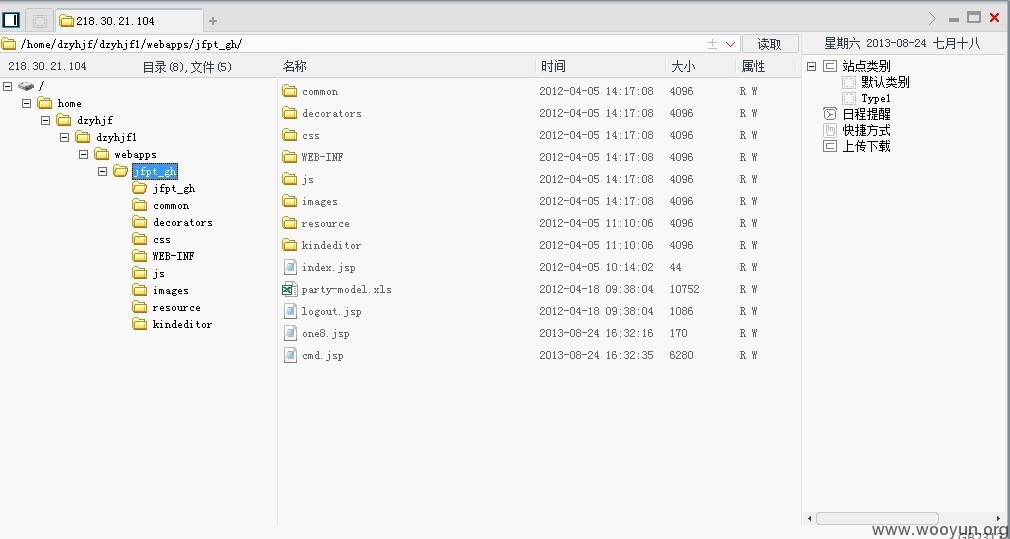 218.30.21.104
/home/dzyhjf/dzyhjf1/webapps/jfpt_gh/
读取
星期六 2013-08-24 七月十八
218.30.21.104 目录(8),文件(5)
名称 时间 大小 属性
/
home
dzyhjf
dzyhjf1
webapps
jfpt_gh
jfpt_gh
common
decorators
css
WEB-INF
js
images
resource
kindeditor
common 2012-04-05 14:17:08 4096 R W
decorators 2012-04-05 14:17:08 4096 R W
css 2012-04-05 14:17:08 4096 R W
WEB-INF 2012-04-05 14:17:08 4096 R W
js 2012-04-05 14:17:08 4096 R W
images 2012-04-05 14:17:08 4096 R W
resource 2012-04-05 11:10:06 4096 R W
kindeditor 2012-04-05 11:10:06 4096 R W
index.jsp 2012-04-05 10:14:02 44 R W
party-model.xls 2012-04-18 09:38:04 10752 R W
logout.jsp 2012-04-18 09:38:04 1086 R W
one8.jsp 2013-08-24 16:32:16 170 R W
cmd.jsp 2013-08-24 16:32:35 6280 R W
站点类别
默认类别
Type1
日程提醒
快捷方式
上传下载
www.wooyun.org